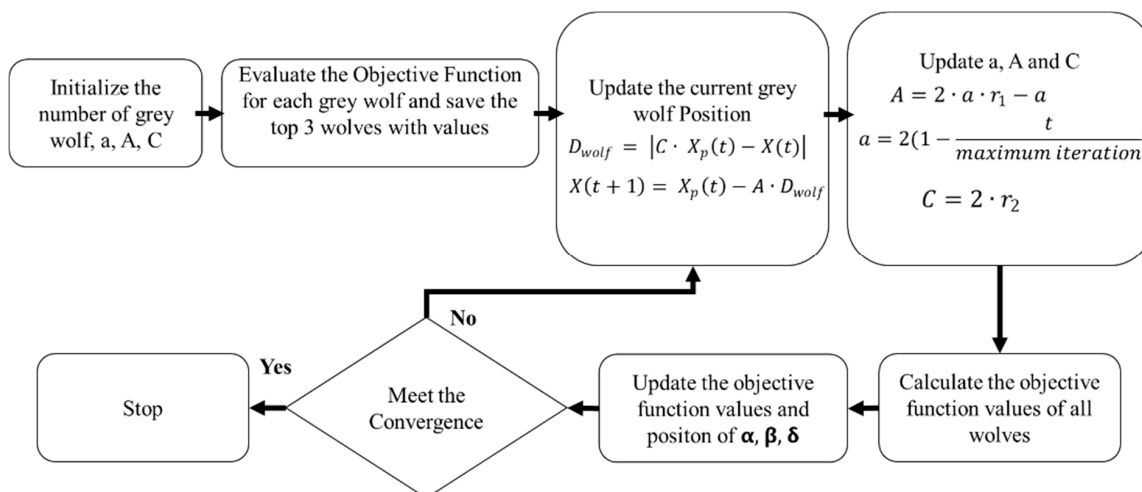 Initialize the
number of grey
wolf, a, A, C
Evaluate the Objective Function
for each grey wolf and save the
top 3 wolves with values
Update the current grey
wolf Position
D_wolf = |C · X_p(t) − X(t)|
X(t + 1) = X_p(t) − A · D_wolf
Update a, A and C
A = 2 · a · r_1 − a
a = 2(1 − t / maximum iteration
C = 2 · r_2
Calculate the objective
function values of all
wolves
Update the objective
function values and
positon of α, β, δ
Meet the
Convergence
No
Yes
Stop